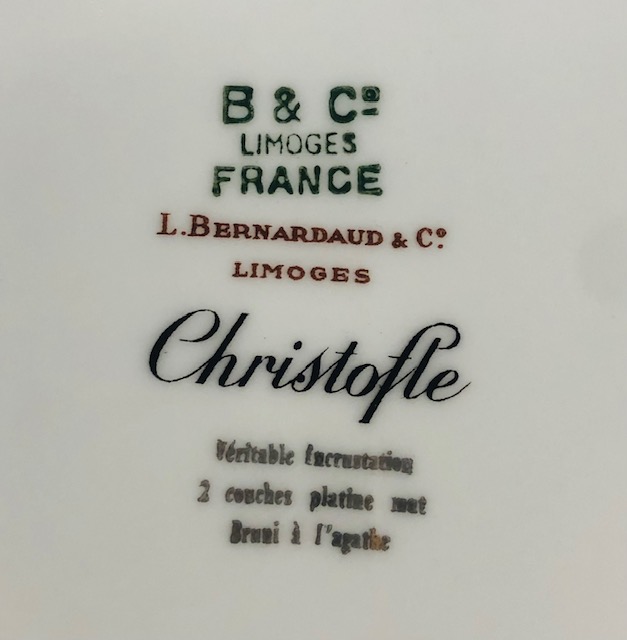 B & Cº
LIMOGES
FRANCE
L. BERNARDAUD & Cº
LIMOGES
Christofle
Véritable Incrustation
2 couches platine mat
Bruni à l'agathe